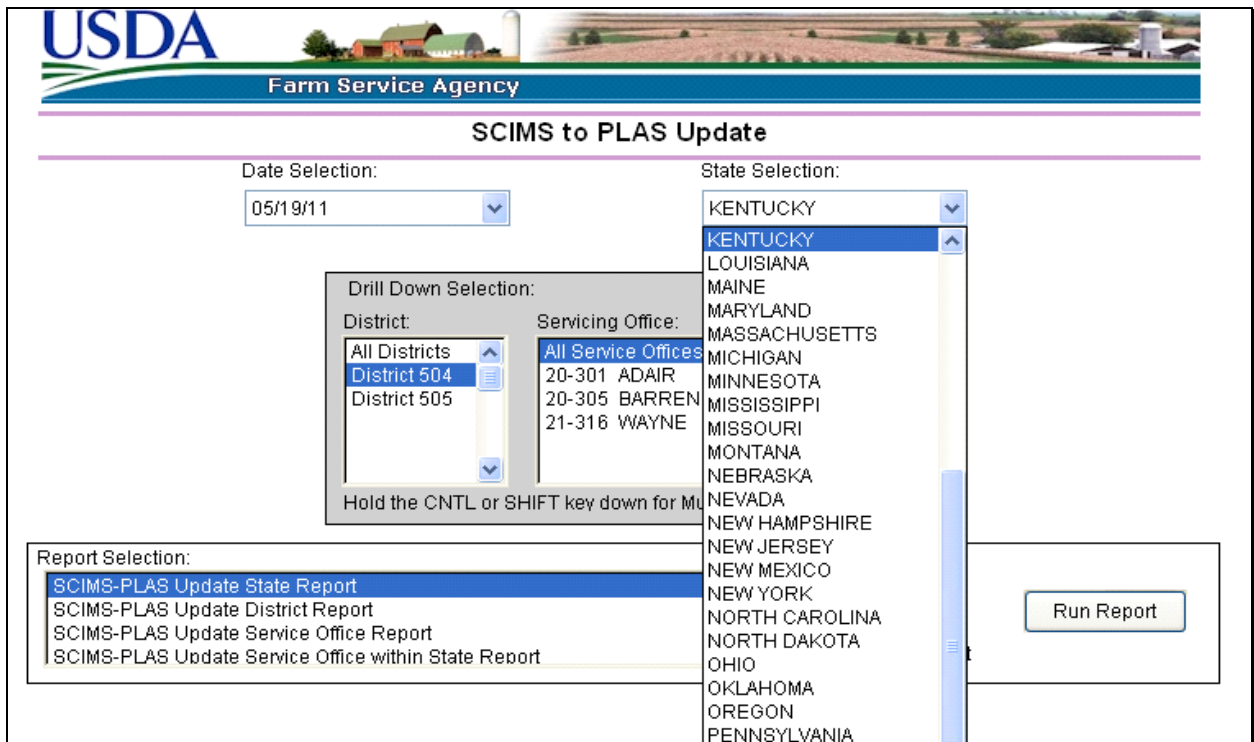 USDA
Farm Service Agency
SCIMS to PLAS Update
Date Selection:
State Selection:
05/19/11
KENTUCKY
KENTUCKY
LOUISIANA
MAINE
MARYLAND
MASSACHUSETTS
MICHIGAN
MINNESOTA
MISSISSIPPI
MISSOURI
MONTANA
NEBRASKA
NEVADA
NEW HAMPSHIRE
NEW JERSEY
NEW MEXICO
NEW YORK
NORTH CAROLINA
NORTH DAKOTA
OHIO
OKLAHOMA
OREGON
PENNSYLVANIA
Drill Down Selection:
District:
All Districts
District 504
District 505
Servicing Office:
All Service Offices
20-301 ADAIR
20-305 BARREN
21-316 WAYNE
Hold the CNTL or SHIFT key down for
Report Selection:
SCIMS-PLAS Update State Report
SCIMS-PLAS Update District Report
SCIMS-PLAS Update Service Office Report
SCIMS-PLAS Update Service Office within State Report
Run Report